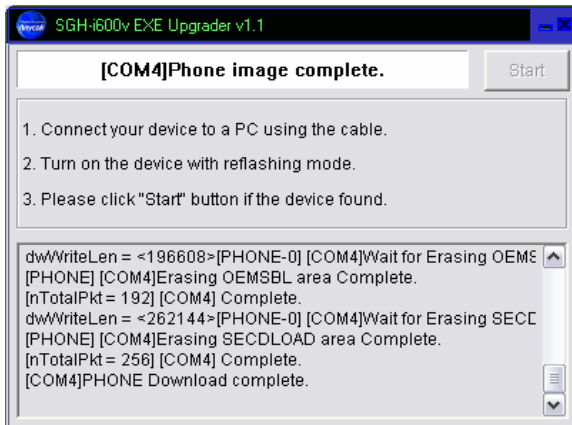 Anycall
SGH-i600v EXE Upgrader v1.1
[COM4]Phone image complete.
Start
1. Connect your device to a PC using the cable.
2. Turn on the device with reflashing mode.
3. Please click "Start" button if the device found.
dwWriteLen = <196608>[PHONE-0] [COM4]Wait for Erasing OEMS
[PHONE] [COM4]Erasing OEMSBL area Complete.
[nTotalPkt = 192] [COM4] Complete.
dwWriteLen = <262144>[PHONE-0] [COM4]Wait for Erasing SECD
[PHONE] [COM4]Erasing SECDLOAD area Complete.
[nTotalPkt = 256] [COM4] Complete.
[COM4]PHONE Download complete.